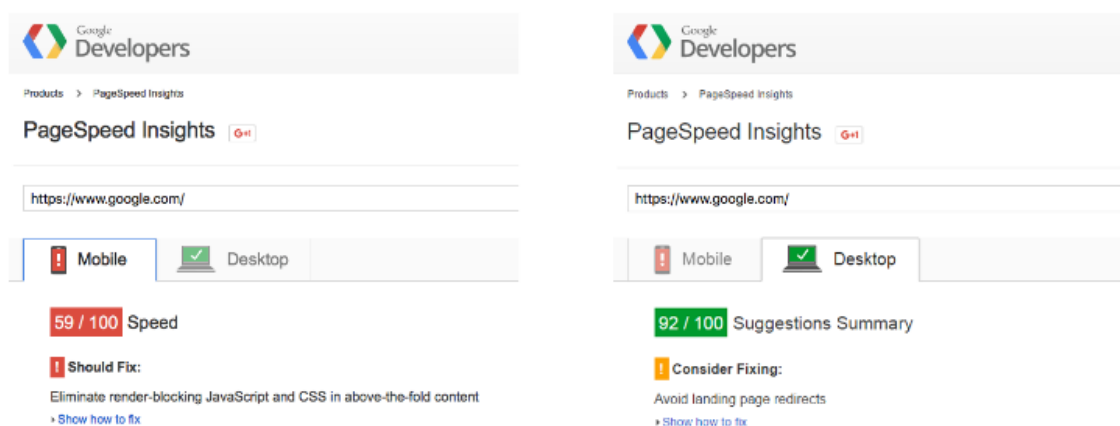 Google
Developers
Products > PageSpeed Insights
PageSpeed Insights G+1
https://www.google.com/
Mobile Desktop
59 / 100 Speed
! Should Fix:
Eliminate render-blocking JavaScript and CSS in above-the-fold content
Show how to fix
Google
Developers
Products > PageSpeed Insights
PageSpeed Insights G+1
https://www.google.com/
Mobile Desktop
92 / 100 Suggestions Summary
! Consider Fixing:
Avoid landing page redirects
Show how to fix